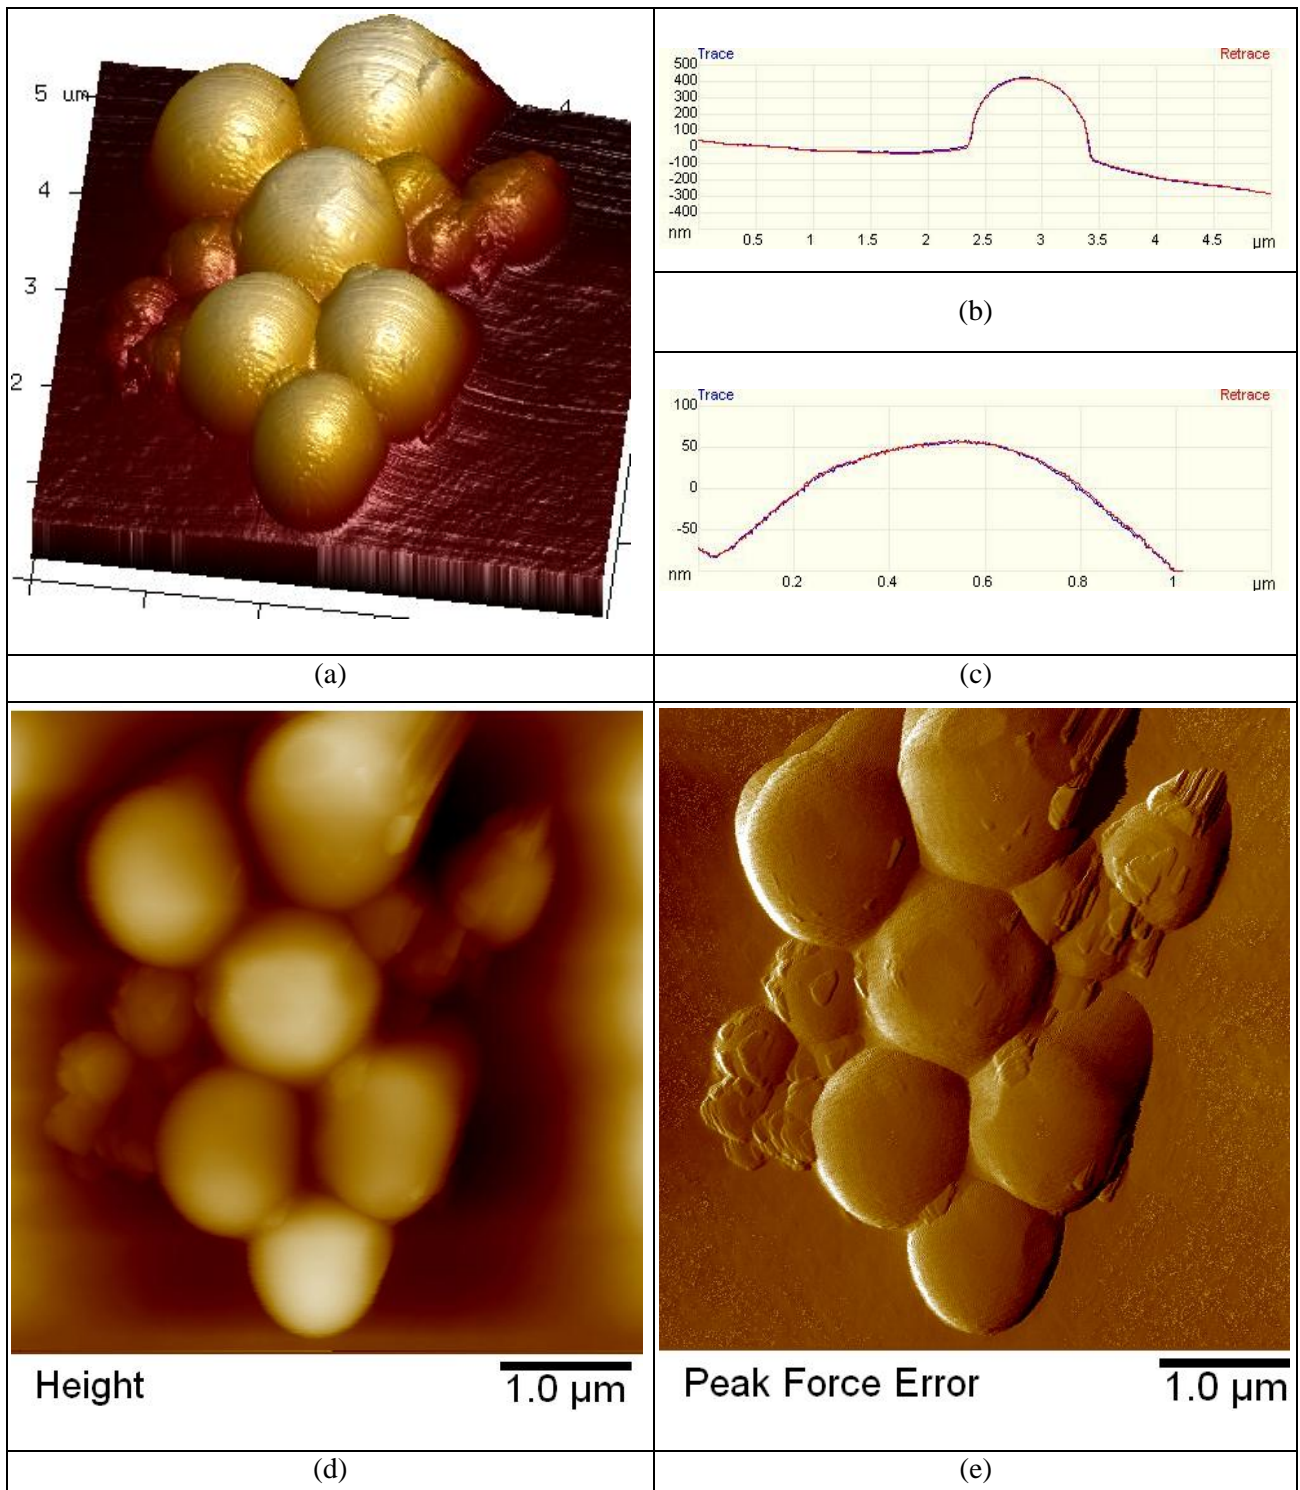 5 um
4
4
3
2
(a)
Trace Retrace
500
400
300
200
100
0
-100
-200
-300
-400
nm 0.5 1 1.5 2 2.5 3 3.5 4 4.5 µm
(b)
Trace Retrace
100
50
0
-50
nm 0.2 0.4 0.6 0.8 1 µm
(c)
Height 1.0 µm
(d)
Peak Force Error 1.0 µm
(e)